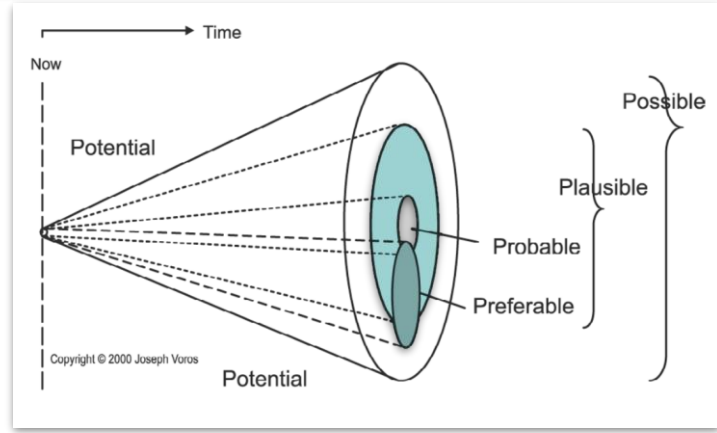 Time
Now
Possible
Potential
Plausible
Probable
Preferable
Copyright © 2000 Joseph Voros
Potential